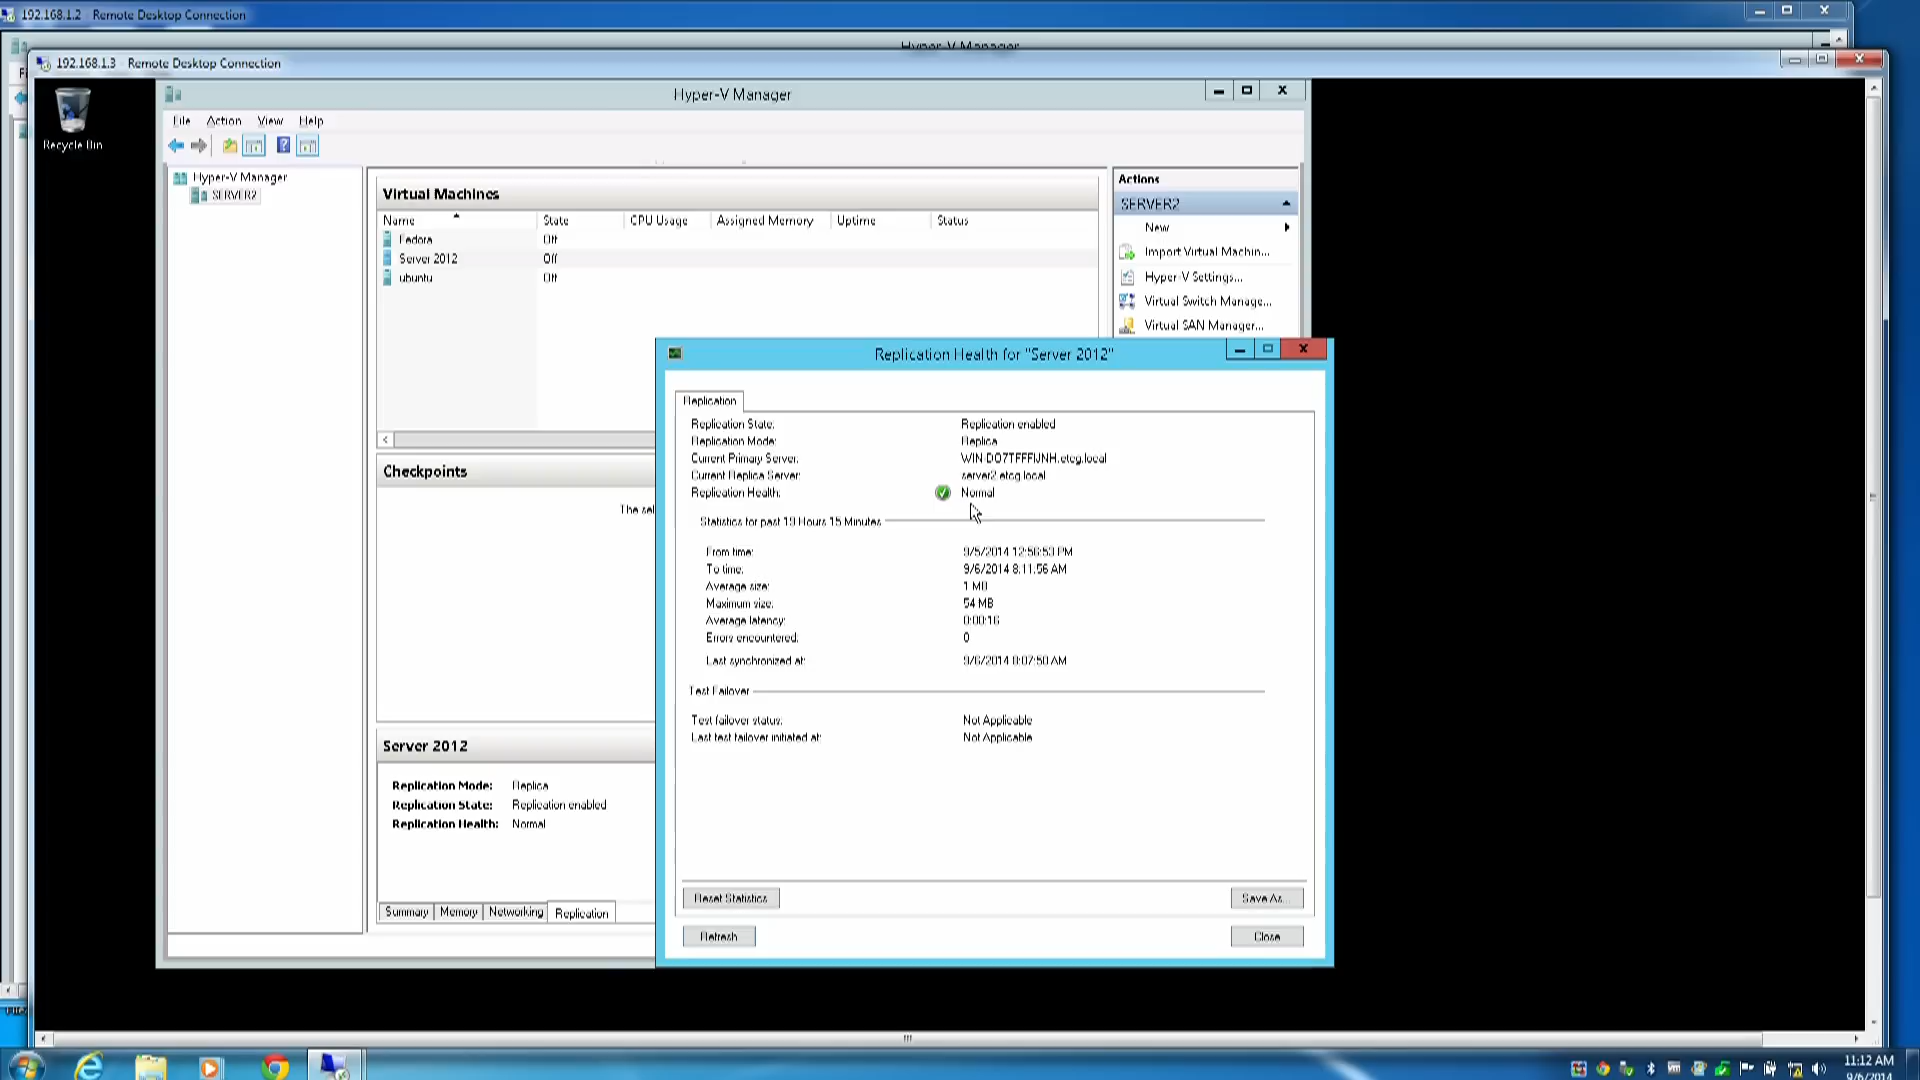 192.168.1.2 - Remote Desktop Connection
Hyper-V Manager
192.168.1.3 - Remote Desktop Connection
Recycle Bin
Hyper-V Manager
File Action View Help
Hyper-V Manager
SERVER2
Virtual Machines
Name State CPU Usage Assigned Memory Uptime Status
Fedora Off
Server 2012 Off
ubuntu Off
Actions
SERVER2
New
Import Virtual Machin...
Hyper-V Settings...
Virtual Switch Manage...
Virtual SAN Manager...
Checkpoints
The sel
Server 2012
Replication Mode: Replica
Replication State: Replication enabled
Replication Health: Normal
Summary Memory Networking Replication
Replication Health for "Server 2012"
Replication
Replication State: Replication enabled
Replication Mode: Replica
Current Primary Server: WIN-DO7TFFFIJNH.etcg.local
Current Replica Server: server2.etcg.local
Replication Health: Normal
Statistics for past 19 Hours 15 Minutes
From time: 9/5/2014 12:56:53 PM
To time: 9/6/2014 8:11:56 AM
Average size: 1 MB
Maximum size: 54 MB
Average latency: 0:00:16
Errors encountered: 0
Last synchronized at: 9/6/2014 8:07:50 AM
Test Failover
Test failover status: Not Applicable
Last test failover initiated at: Not Applicable
Reset Statistics Save As...
Refresh Close
11:12 AM
9/6/2014